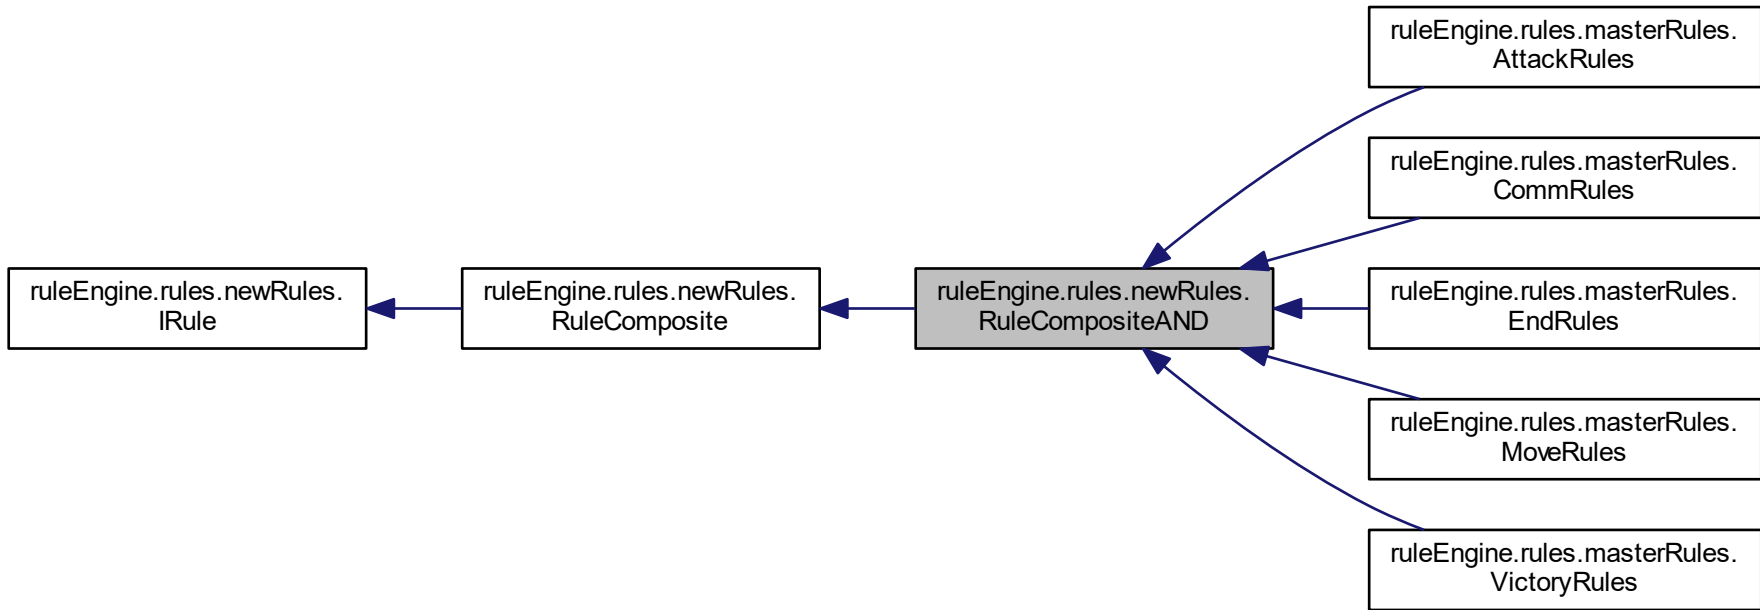 ruleEngine.rules.newRules.
IRule
ruleEngine.rules.newRules.
RuleComposite
ruleEngine.rules.newRules.
RuleCompositeAND
ruleEngine.rules.masterRules.
AttackRules
ruleEngine.rules.masterRules.
CommRules
ruleEngine.rules.masterRules.
EndRules
ruleEngine.rules.masterRules.
MoveRules
ruleEngine.rules.masterRules.
VictoryRules